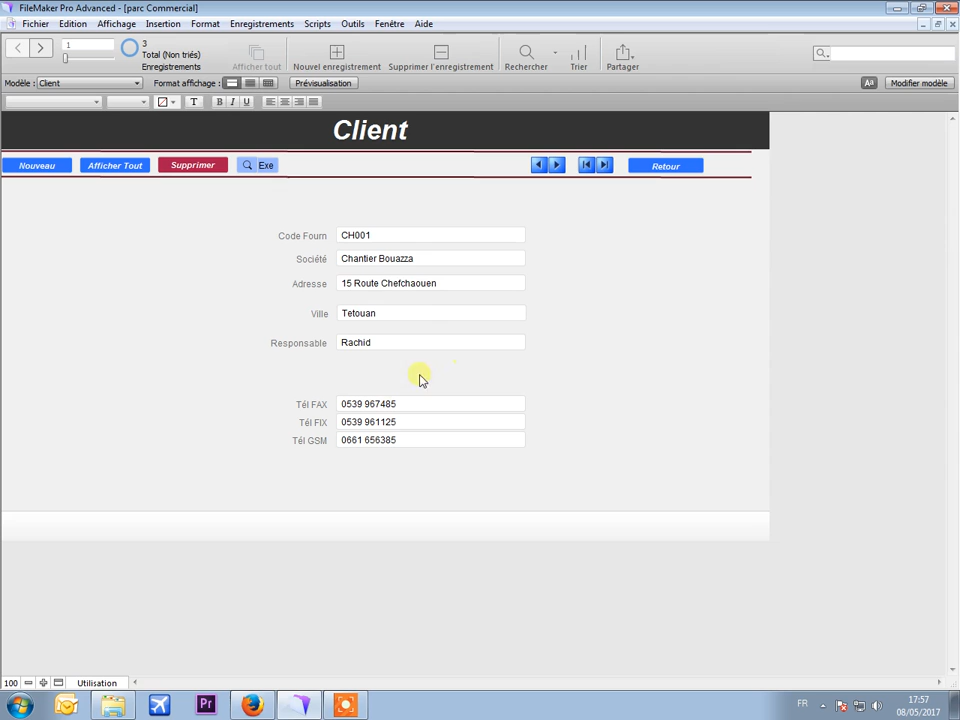 FileMaker Pro Advanced - [parc Commercial]
Fichier Edition Affichage Insertion Format Enregistrements Scripts Outils Fenêtre Aide
1
3
Total (Non triés)
Enregistrements
Afficher tout
Nouvel enregistrement
Supprimer l'enregistrement
Rechercher
Trier
Partager
Modèle : Client Format affichage : Prévisualisation Aa Modifier modèle
T B I U
Client
Nouveau Afficher Tout Supprimer Exe Retour
Code Fourn CH001
Société Chantier Bouazza
Adresse 15 Route Chefchaouen
Ville Tetouan
Responsable Rachid
Tél FAX 0539 967485
Tél FIX 0539 961125
Tél GSM 0661 656385
100 Utilisation
Pr
FR
17:57
08/05/2017